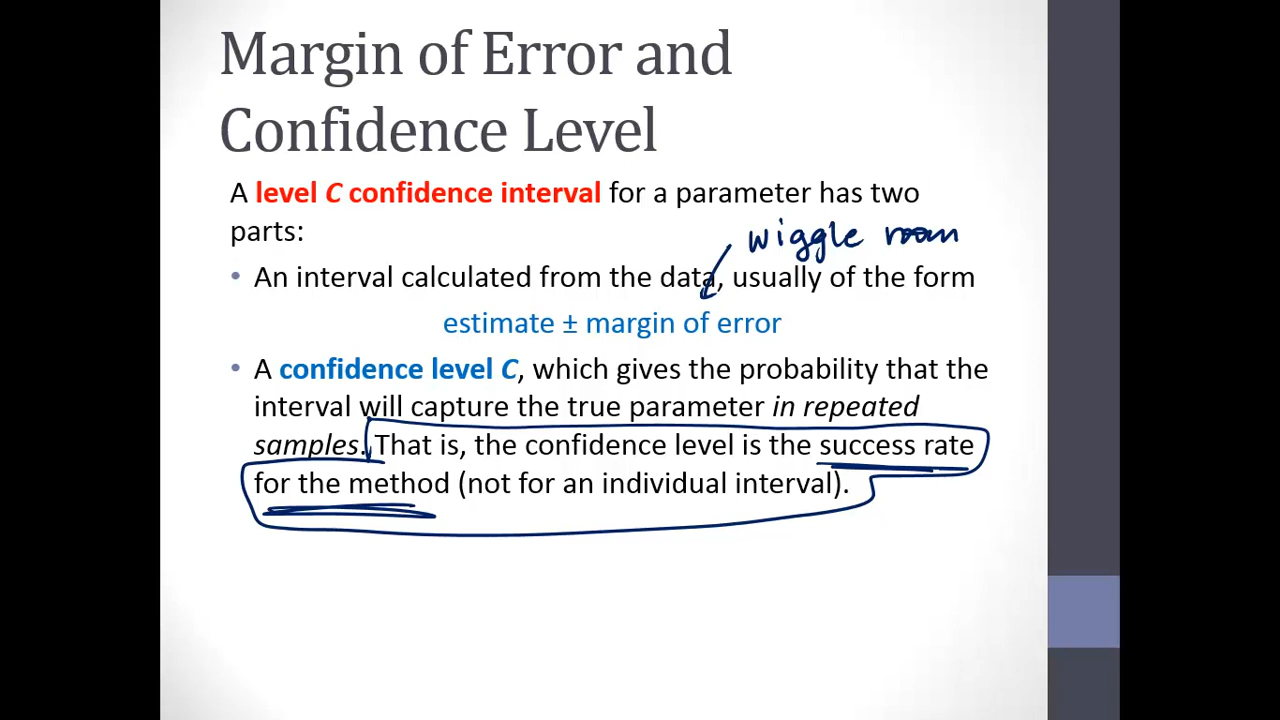 Margin of Error and
Confidence Level
A level C confidence interval for a parameter has two
parts:
wiggle room
• An interval calculated from the data, usually of the form
estimate ± margin of error
• A confidence level C, which gives the probability that the
interval will capture the true parameter in repeated
samples. That is, the confidence level is the success rate
for the method (not for an individual interval).